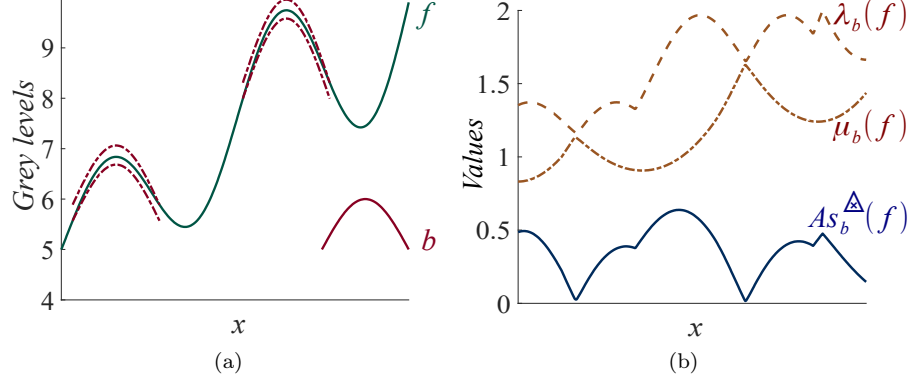 9
8
7
6
5
4
Grey levels
f
b
x
(a)
2
1.5
1
0.5
0
Values
λ_b(f)
μ_b(f)
As_b^⨻(f)
x
(b)